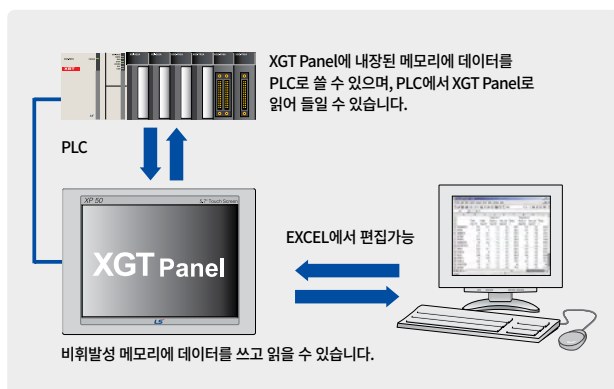 XGT Panel에 내장된 메모리에 데이터를
PLC로 쓸 수 있으며, PLC에서 XGT Panel로
읽어 들일 수 있습니다.
PLC
XP 50
Touch Screen
EXCEL에서 편집가능
XGT Panel
LS
비휘발성 메모리에 데이터를 쓰고 읽을 수 있습니다.